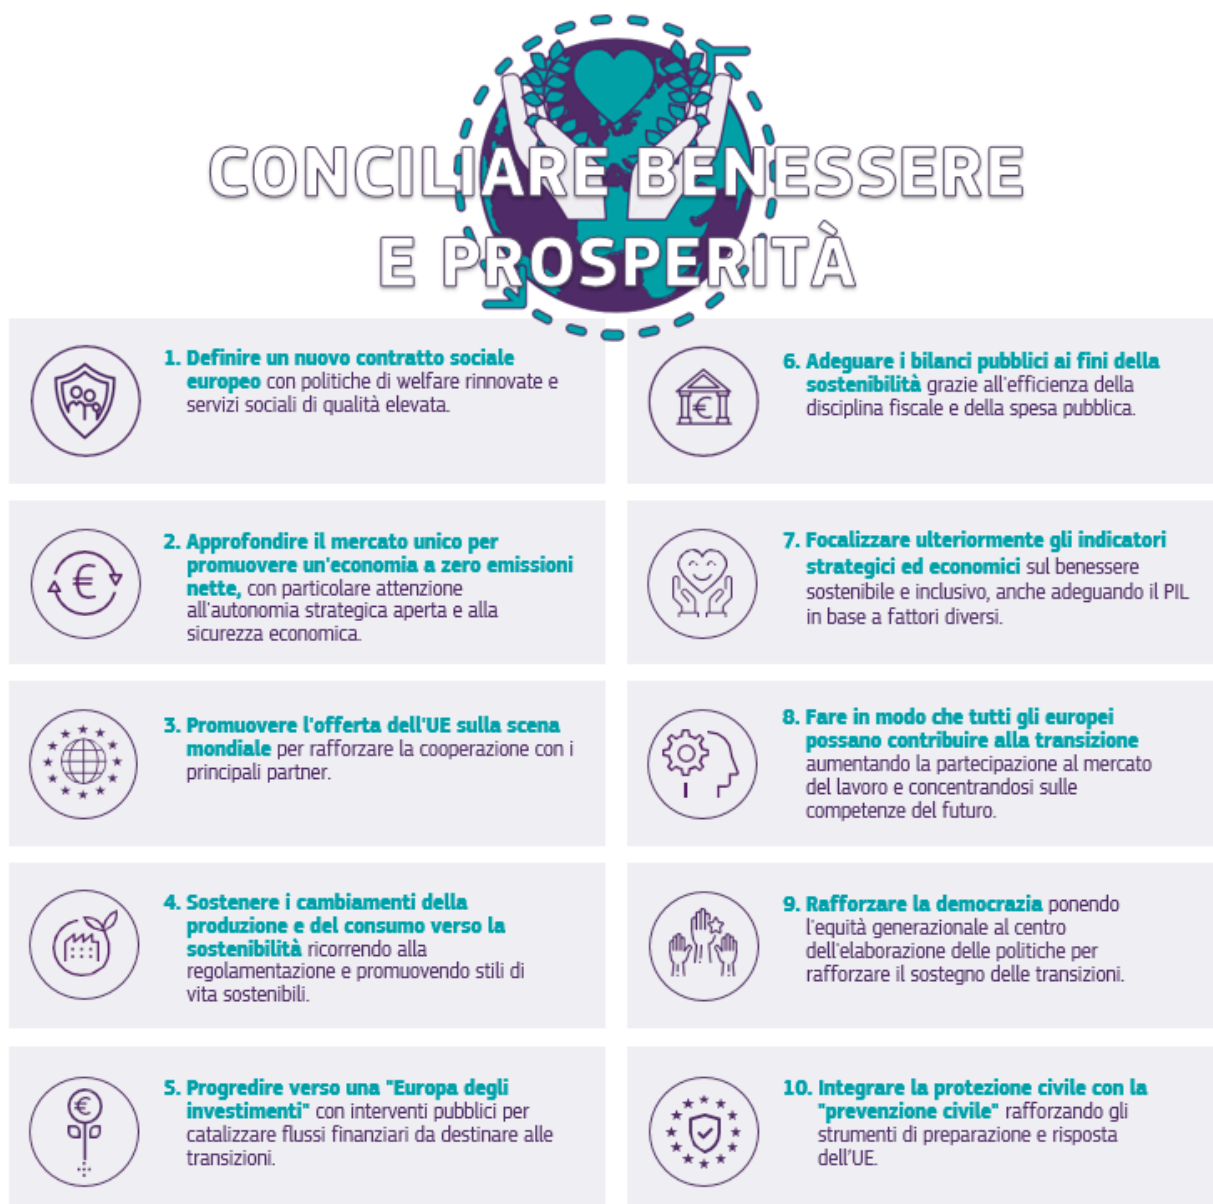 CONCILIARE BENESSERE
E PROSPERITÀ
1. Definire un nuovo contratto sociale
europeo con politiche di welfare rinnovate e
servizi sociali di qualità elevata.
2. Approfondire il mercato unico per
promuovere un'economia a zero emissioni
nette, con particolare attenzione
all'autonomia strategica aperta e alla
sicurezza economica.
3. Promuovere l'offerta dell'UE sulla scena
mondiale per rafforzare la cooperazione con i
principali partner.
4. Sostenere i cambiamenti della
produzione e del consumo verso la
sostenibilità ricorrendo alla
regolamentazione e promuovendo stili di
vita sostenibili.
5. Progredire verso una "Europa degli
investimenti" con interventi pubblici per
catalizzare flussi finanziari da destinare alle
transizioni.
6. Adeguare i bilanci pubblici ai fini della
sostenibilità grazie all'efficienza della
disciplina fiscale e della spesa pubblica.
7. Focalizzare ulteriormente gli indicatori
strategici ed economici sul benessere
sostenibile e inclusivo, anche adeguando il PIL
in base a fattori diversi.
8. Fare in modo che tutti gli europei
possano contribuire alla transizione
aumentando la partecipazione al mercato
del lavoro e concentrandosi sulle
competenze del futuro.
9. Rafforzare la democrazia ponendo
l'equità generazionale al centro
dell'elaborazione delle politiche per
rafforzare il sostegno delle transizioni.
10. Integrare la protezione civile con la
"prevenzione civile" rafforzando gli
strumenti di preparazione e risposta
dell'UE.